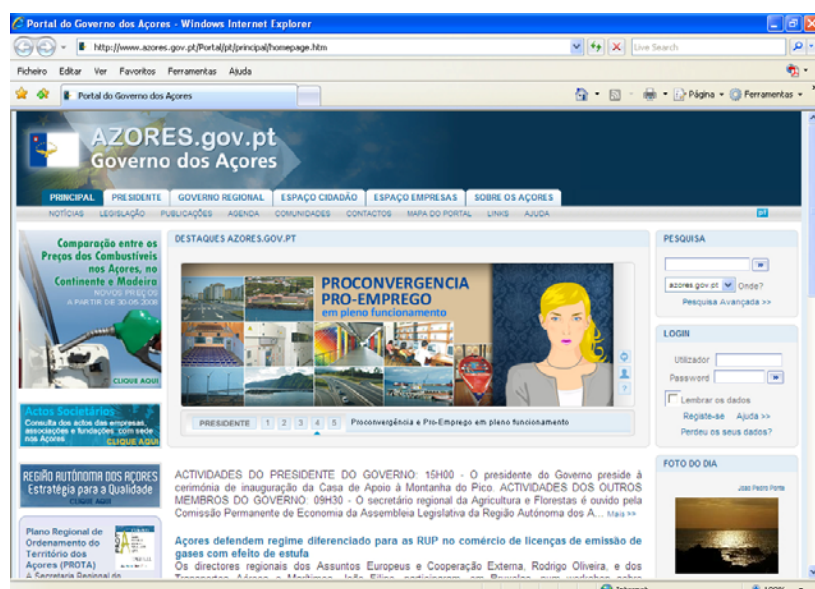 Portal do Governo dos Açores - Windows Internet Explorer
http://www.azores.gov.pt/Portal/pt/principal/homepage.htm
Live Search
Ficheiro Editar Ver Favoritos Ferramentas Ajuda
Portal do Governo dos Açores
Página
Ferramentas
AZORES.gov.pt
Governo dos Açores
PRINCIPAL PRESIDENTE GOVERNO REGIONAL ESPAÇO CIDADÃO ESPAÇO EMPRESAS SOBRE OS AÇORES
NOTÍCIAS LEGISLAÇÃO PUBLICAÇÕES AGENDA COMUNIDADES CONTACTOS MAPA DO PORTAL LINKS AJUDA
pt
Comparação entre os
Preços dos Combustíveis
nos Açores, no
Continente e Madeira
NOVOS PREÇOS
A PARTIR DE 30-05-2008
CLIQUE AQUI
Actos Societários
Consulta dos actos das empresas,
associações e fundações com sede
nos Açores
CLIQUE AQUI
REGIÃO AUTÓNOMA DOS AÇORES
Estratégia para a Qualidade
CLIQUE AQUI
Plano Regional de
Ordenamento do
Território dos
Açores (PROTA)
A Secretaria Regional do
DESTAQUES AZORES.GOV.PT
PROCONVERGENCIA
PRO-EMPREGO
em pleno funcionamento
?
PRESIDENTE 1 2 3 4 5 Proconvergência e Pro-Emprego em pleno funcionamento
ACTIVIDADES DO PRESIDENTE DO GOVERNO: 15H00 - O presidente do Governo preside à
cerimónia de inauguração da Casa de Apoio à Montanha do Pico. ACTIVIDADES DOS OUTROS
MEMBROS DO GOVERNO: 09H30 - O secretário regional da Agricultura e Florestas é ouvido pela
Comissão Permanente de Economia da Assembleia Legislativa da Região Autónoma dos A... Mais >>
Açores defendem regime diferenciado para as RUP no comércio de licenças de emissão de
gases com efeito de estufa
Os directores regionais dos Assuntos Europeus e Cooperação Externa, Rodrigo Oliveira, e dos
PESQUISA
azores.gov.pt Onde?
Pesquisa Avançada >>
LOGIN
Utilizador
Password
Lembrar os dados
Registe-se Ajuda >>
Perdeu os seus dados?
FOTO DO DIA
João Pedro Ponte
Internet
100%